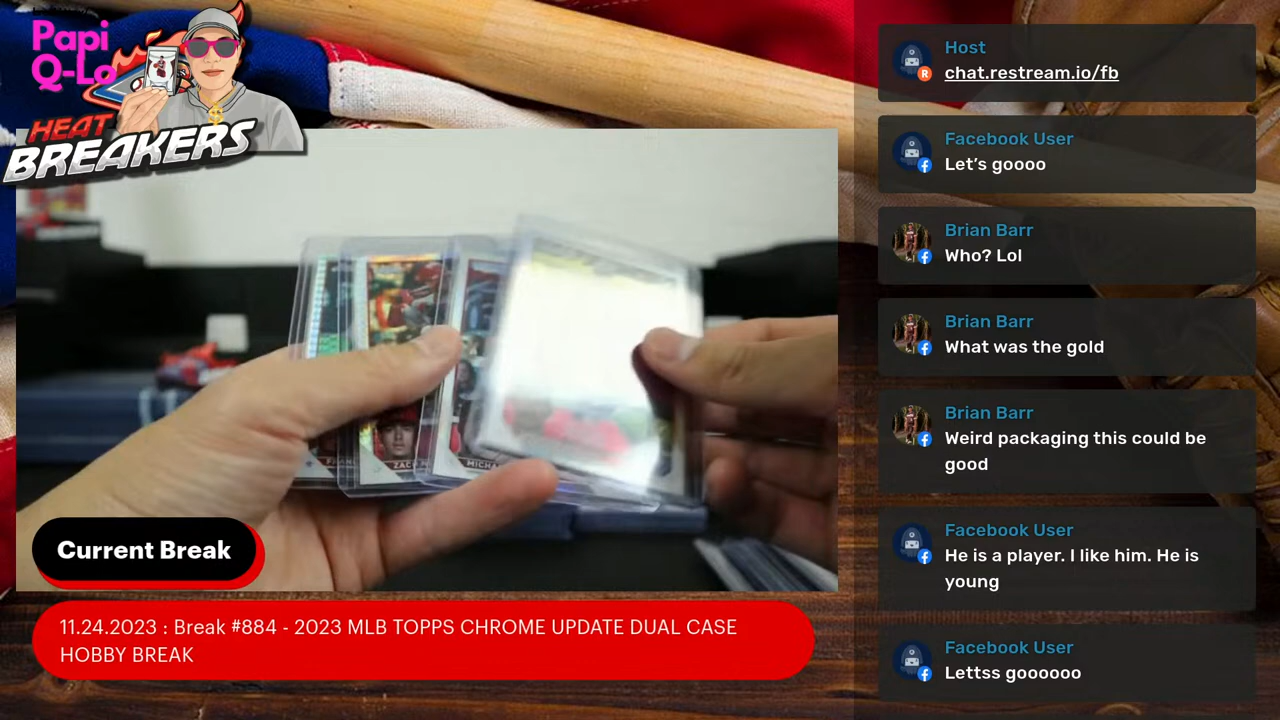 Papi
Q-Lo
HEAT
BREAKERS
Host
chat.restream.io/fb
Facebook User
Let’s goooo
Brian Barr
Who? Lol
Brian Barr
What was the gold
Brian Barr
Weird packaging this could be
good
Facebook User
He is a player. I like him. He is
young
Facebook User
Lettss goooooo
ZAC
MICHA
Current Break
11.24.2023 : Break #884 - 2023 MLB TOPPS CHROME UPDATE DUAL CASE
HOBBY BREAK